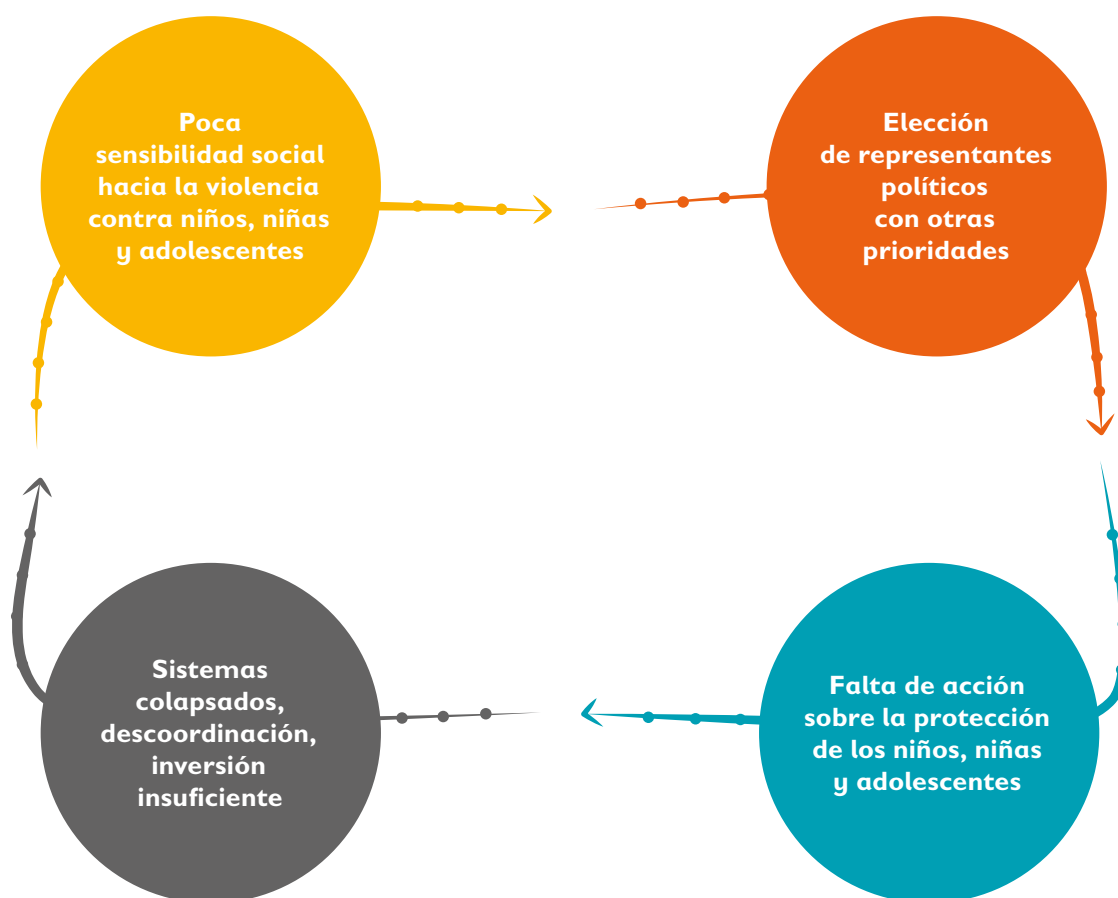 Poca
sensibilidad social
hacia la violencia
contra niños, niñas
y adolescentes
Elección
de representantes
políticos
con otras
prioridades
Falta de acción
sobre la protección
de los niños, niñas
y adolescentes
Sistemas
colapsados,
descoordinación,
inversión
insuficiente